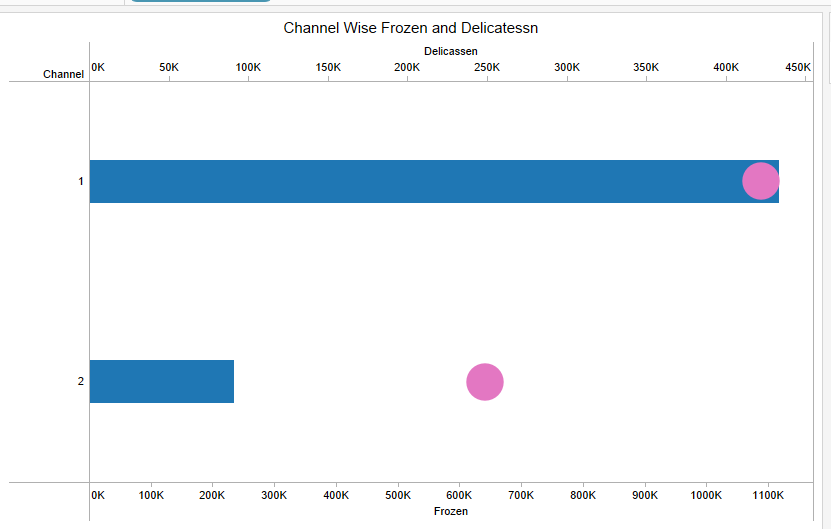 Channel Wise Frozen and Delicatessn
Delicassen
Channel
0K 50K 100K 150K 200K 250K 300K 350K 400K 450K
1
2
0K 100K 200K 300K 400K 500K 600K 700K 800K 900K 1000K 1100K
Frozen